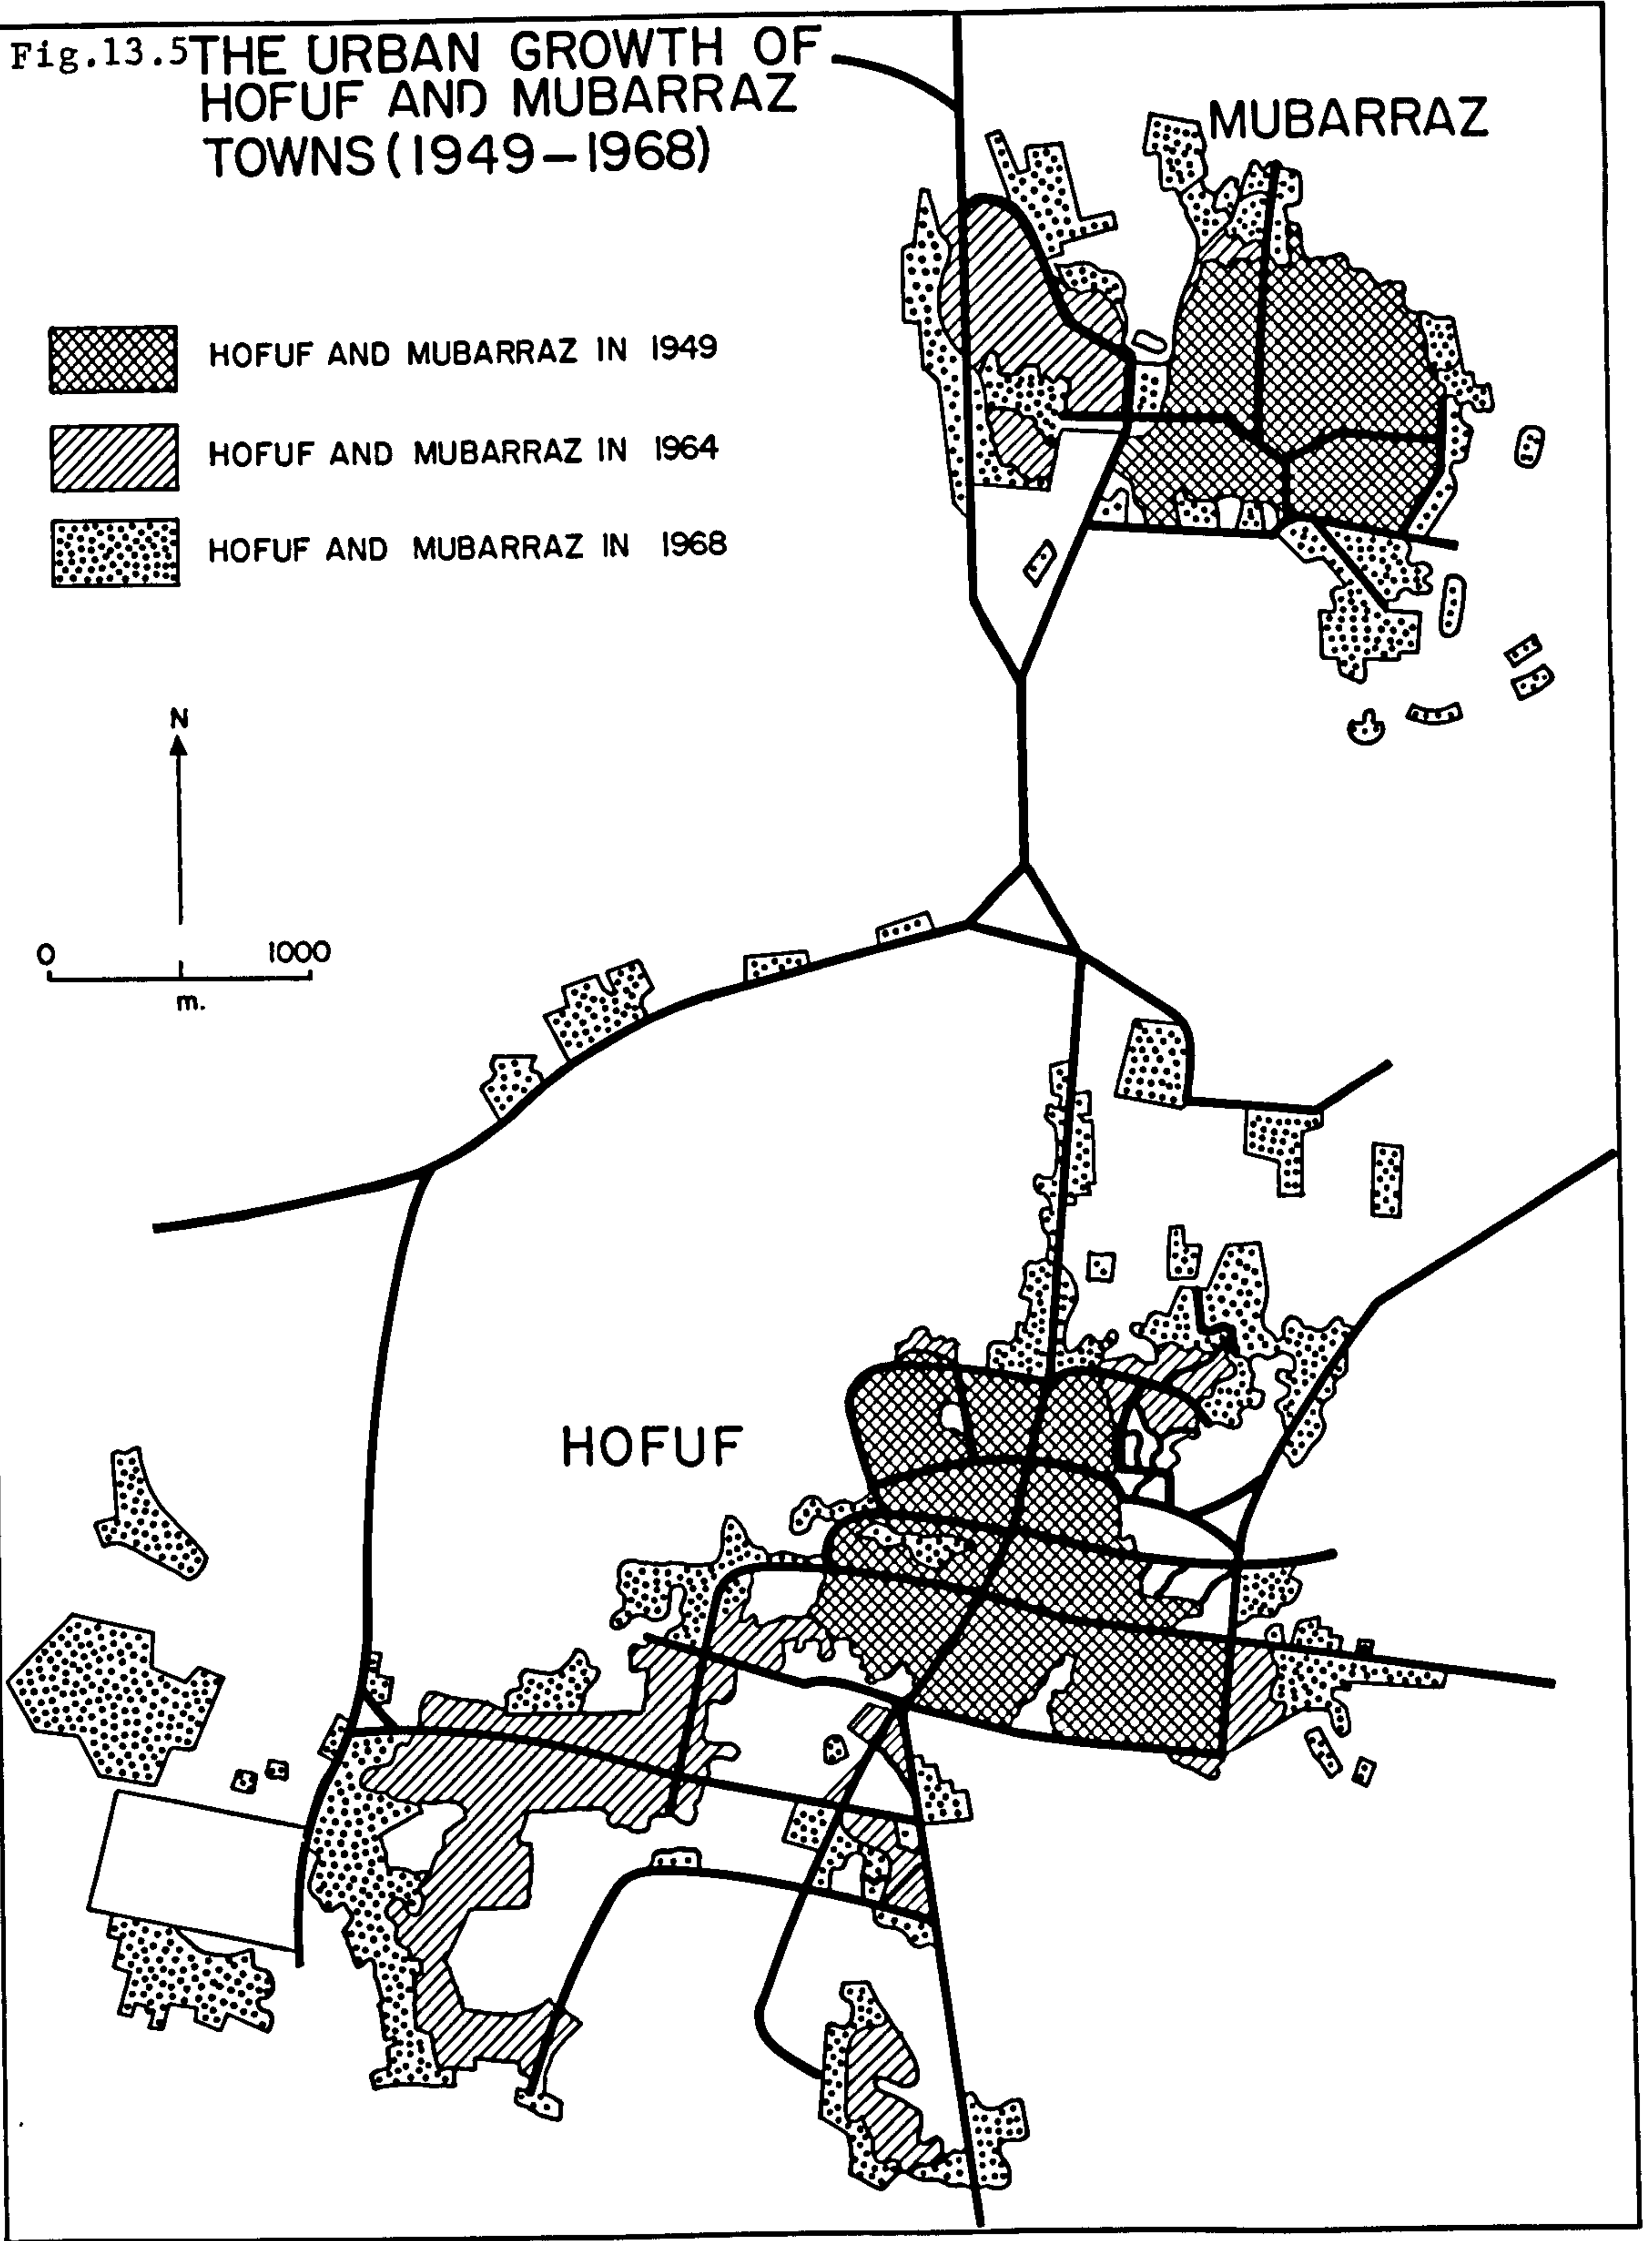 Fig.13.5 THE URBAN GROWTH OF
HOFUF AND MUBARRAZ
TOWNS (1949–1968)
MUBARRAZ
HOFUF AND MUBARRAZ IN 1949
HOFUF AND MUBARRAZ IN 1964
HOFUF AND MUBARRAZ IN 1968
N
0 1000
m.
HOFUF